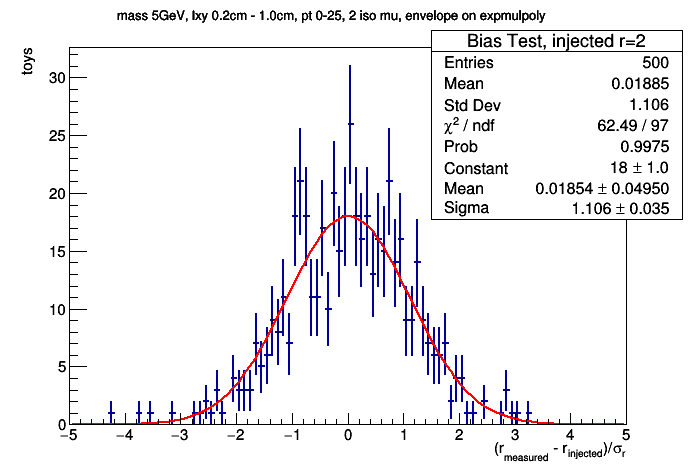 mass 5GeV, lxy 0.2cm - 1.0cm, pt 0-25, 2 iso mu, envelope on expmulpoly
Bias Test, injected r=2
Entries 500
Mean 0.01885
Std Dev 1.106
χ² / ndf 62.49 / 97
Prob 0.9975
Constant 18 ± 1.0
Mean 0.01854 ± 0.04950
Sigma 1.106 ± 0.035
toys
30
25
20
15
10
5
0
−5 −4 −3 −2 −1 0 1 2 3 4 5
(r_measured - r_injected)/σ_r